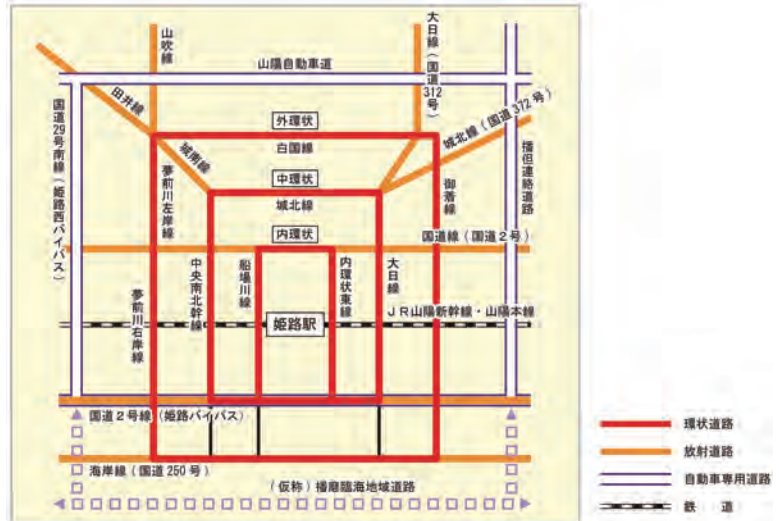 山吹線
大日線(国道312号)
山陽自動車道
田井線
国道29号南線(姫路西バイパス)
外環状
白国線
城北線(国道372号)
城南線
夢前川左岸線
中環状
城北線
御着線
播但連絡道路
内環状
国道線(国道2号)
中央南北幹線
船場川線
内環状東線
大日線
夢前川右岸線
姫路駅
JR山陽新幹線・山陽本線
国道2号線(姫路バイパス)
海岸線(国道250号)
(仮称)播磨臨海地域道路
環状道路
放射道路
自動車専用道路
鉄 道